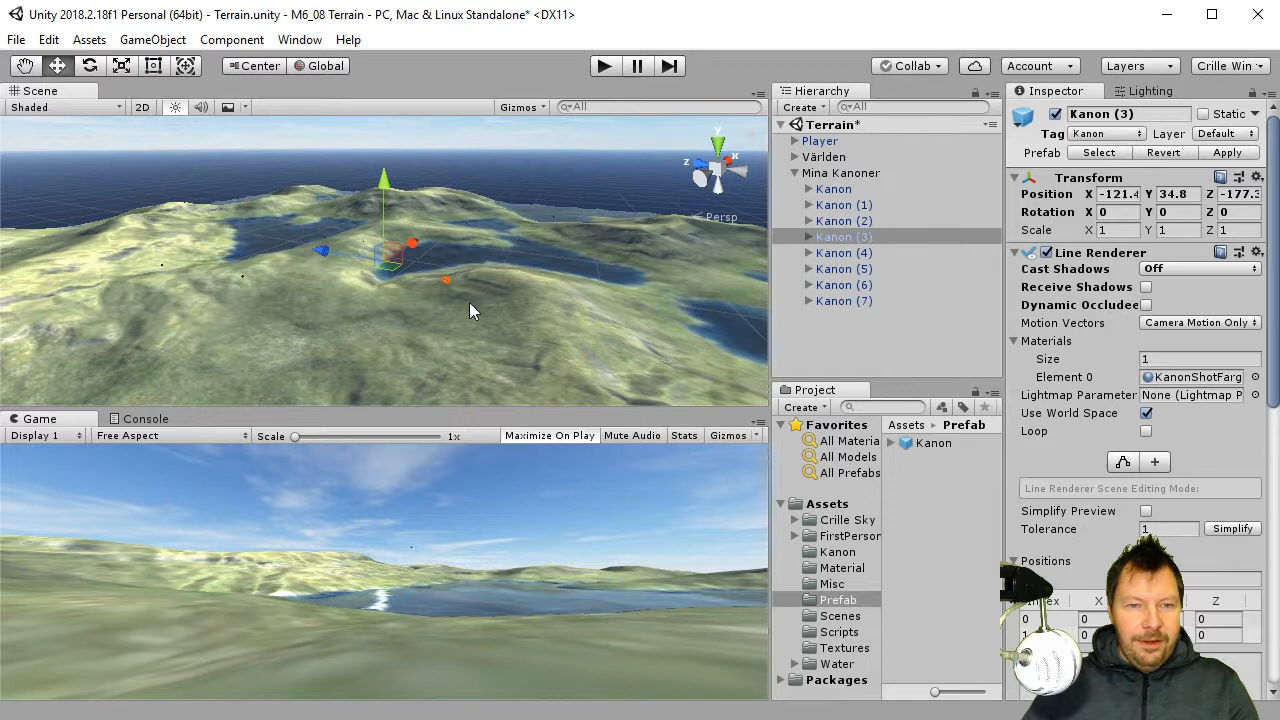 Unity 2018.2.18f1 Personal (64bit) - Terrain.unity - M6_08 Terrain - PC, Mac & Linux Standalone* <DX11>
File Edit Assets GameObject Component Window Help
Center Global Collab Account Layers Crille Win
Scene
Shaded 2D Gizmos All
y
x
z
Persp
Game Console
Display 1 Free Aspect Scale 1x Maximize On Play Mute Audio Stats Gizmos
Hierarchy
Create All
Terrain*
Player
Världen
Mina Kanoner
Kanon
Kanon (1)
Kanon (2)
Kanon (3)
Kanon (4)
Kanon (5)
Kanon (6)
Kanon (7)
Project
Create
Favorites
All Materia
All Models
All Prefabs
Assets
Crille Sky
FirstPerson
Kanon
Material
Misc
Prefab
Scenes
Scripts
Textures
Water
Packages
Assets Prefab
Kanon
Inspector Lighting
Kanon (3) Static
Tag Kanon Layer Default
Prefab Select Revert Apply
Transform
Position X -121.4 Y 34.8 Z -177.3
Rotation X 0 Y 0 Z 0
Scale X 1 Y 1 Z 1
Line Renderer
Cast Shadows Off
Receive Shadows
Dynamic Occludee
Motion Vectors Camera Motion Only
Materials
Size 1
Element 0 KanonShotFarg
Lightmap Parameter None (Lightmap P
Use World Space
Loop
Line Renderer Scene Editing Mode:
Simplify Preview
Tolerance 1 Simplify
Positions
X Z
0 0 0
0 0